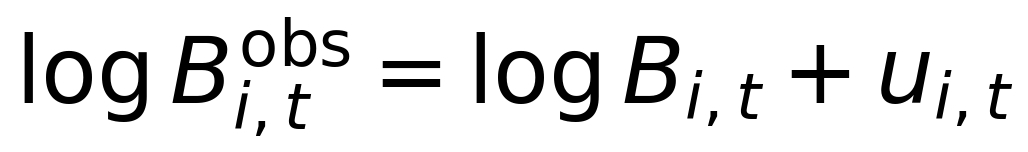 log B_{i,t}^{obs} = log B_{i,t} + u_{i,t}